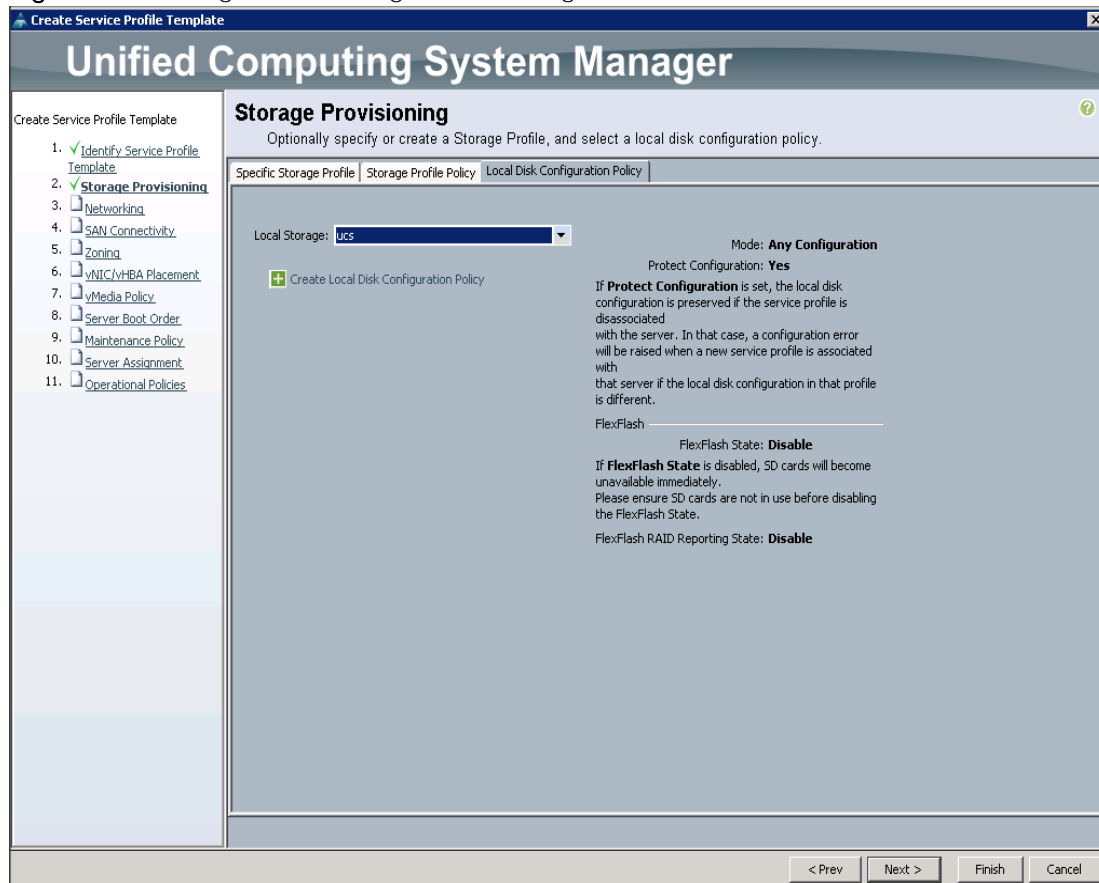 Create Service Profile Template
Unified Computing System Manager
Create Service Profile Template
1. Identify Service Profile
Template
2. Storage Provisioning
3. Networking
4. SAN Connectivity
5. Zoning
6. vNIC/vHBA Placement
7. vMedia Policy
8. Server Boot Order
9. Maintenance Policy
10. Server Assignment
11. Operational Policies
Storage Provisioning
Optionally specify or create a Storage Profile, and select a local disk configuration policy.
Specific Storage Profile Storage Profile Policy Local Disk Configuration Policy
Local Storage: ucs
Create Local Disk Configuration Policy
Mode: Any Configuration
Protect Configuration: Yes
If Protect Configuration is set, the local disk
configuration is preserved if the service profile is
disassociated
with the server. In that case, a configuration error
will be raised when a new service profile is associated
with
that server if the local disk configuration in that profile
is different.
FlexFlash
FlexFlash State: Disable
If FlexFlash State is disabled, SD cards will become
unavailable immediately.
Please ensure SD cards are not in use before disabling
the FlexFlash State.
FlexFlash RAID Reporting State: Disable
< Prev Next > Finish Cancel